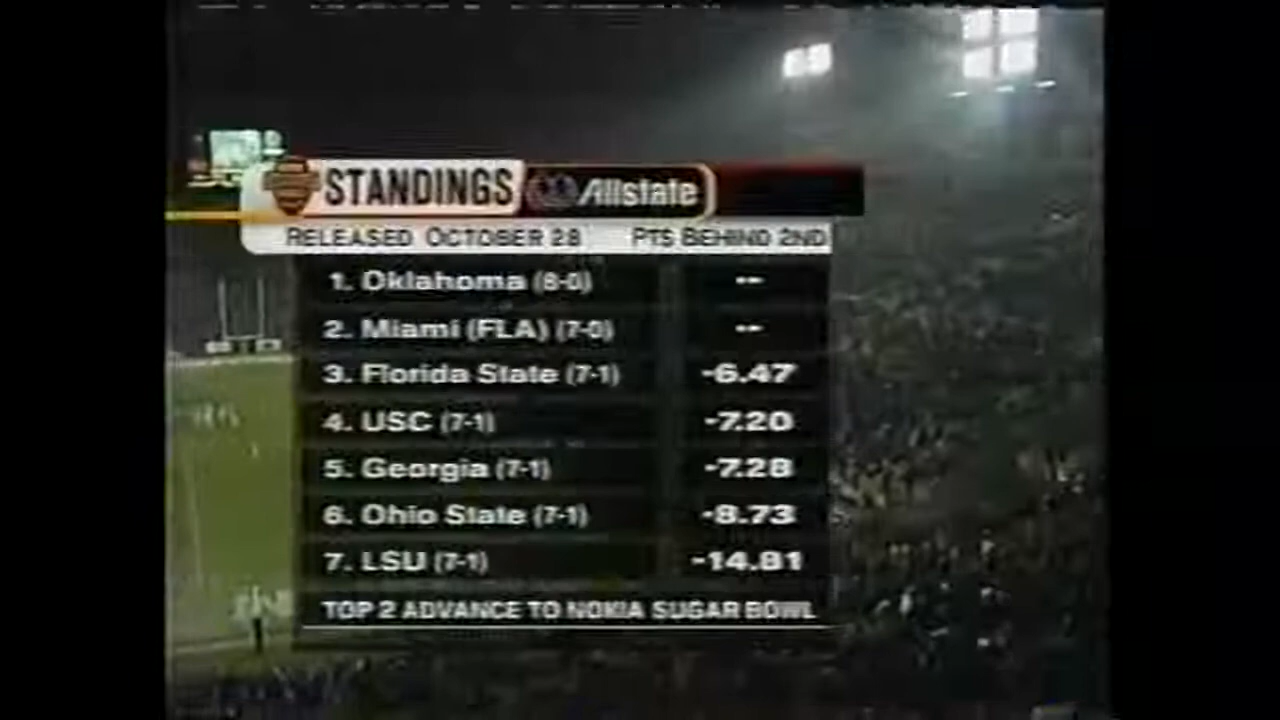 STANDINGS Allstate
RELEASED OCTOBER 28 PTS BEHIND 2ND
1. Oklahoma (8-0) --
2. Miami (FLA) (7-0) --
3. Florida State (7-1) -6.47
4. USC (7-1) -7.20
5. Georgia (7-1) -7.28
6. Ohio State (7-1) -8.73
7. LSU (7-1) -14.81
TOP 2 ADVANCE TO NOKIA SUGAR BOWL